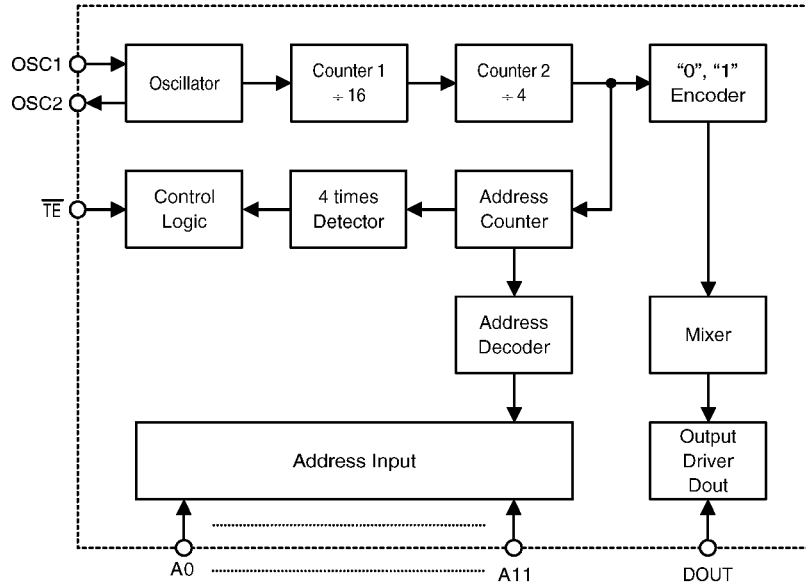 OSC1
OSC2
Oscillator
Counter 1
÷ 16
Counter 2
÷ 4
“0”, “1”
Encoder
TE
Control
Logic
4 times
Detector
Address
Counter
Address
Decoder
Mixer
Address Input
Output
Driver
Dout
A0
A11
DOUT